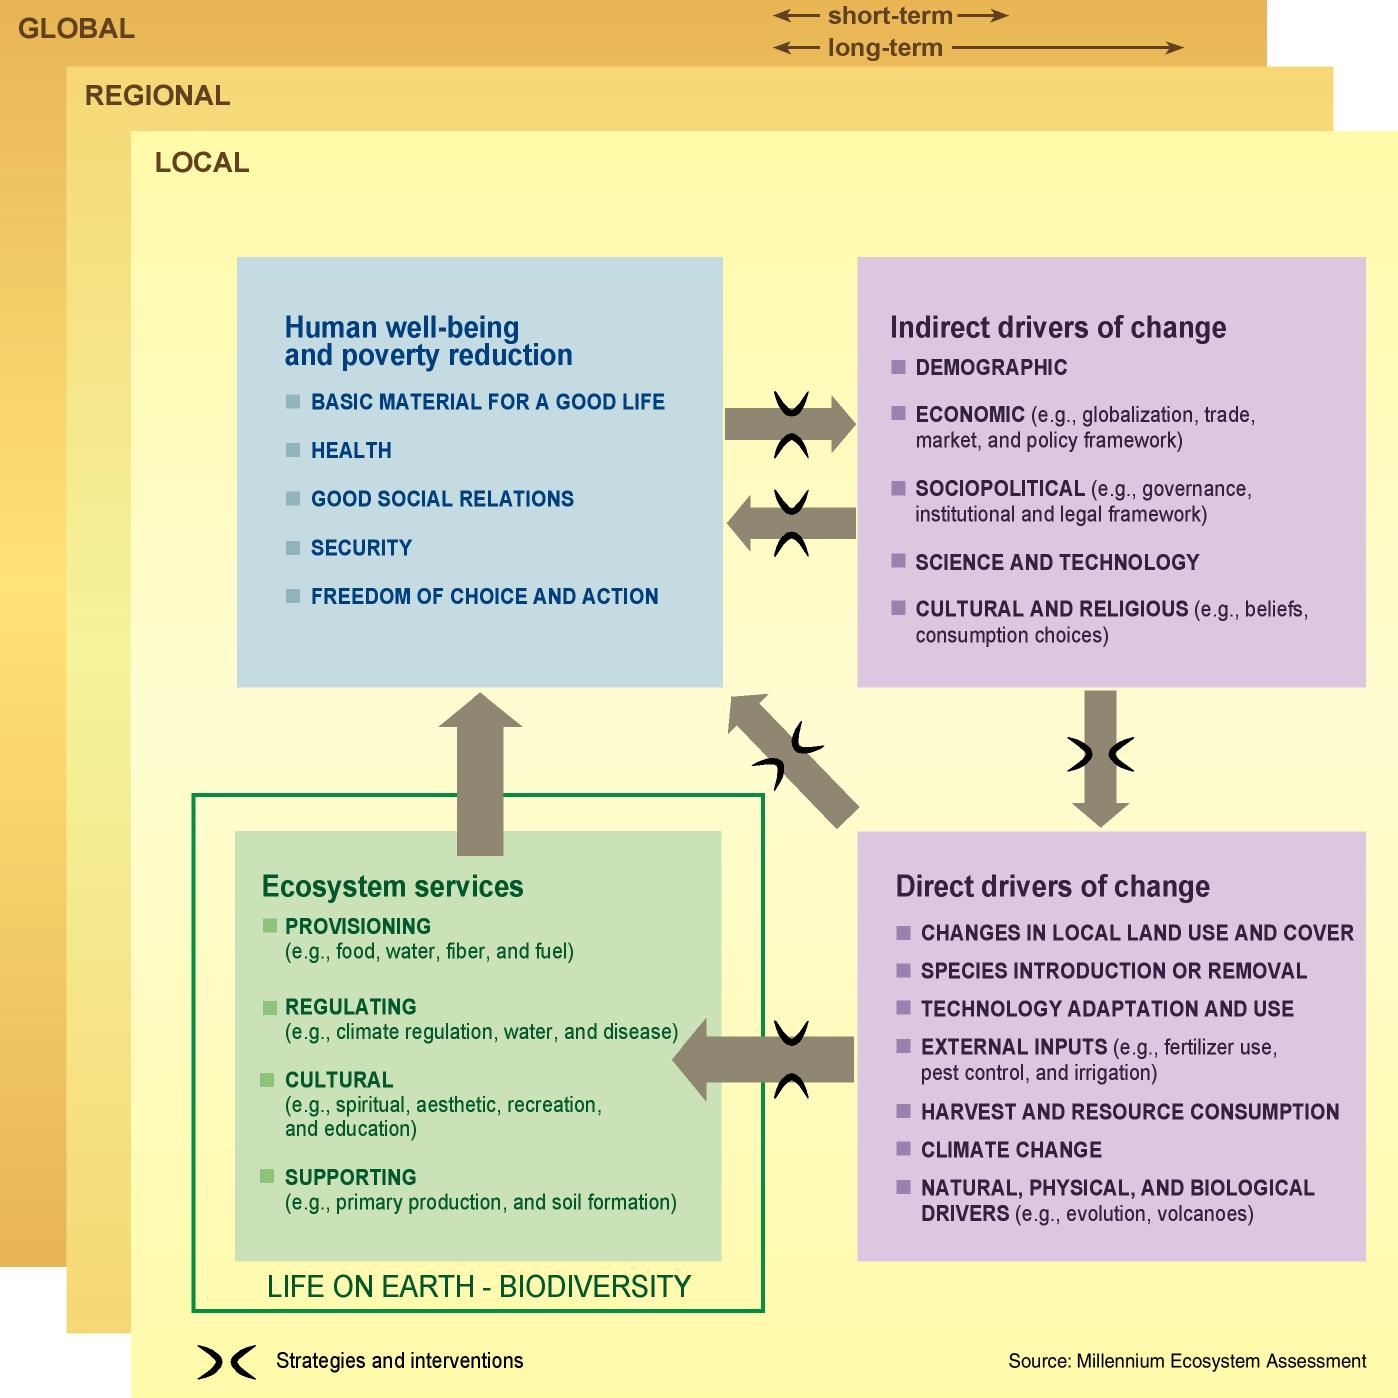 GLOBAL
short-term
long-term
REGIONAL
LOCAL
Human well-being
and poverty reduction
BASIC MATERIAL FOR A GOOD LIFE
HEALTH
GOOD SOCIAL RELATIONS
SECURITY
FREEDOM OF CHOICE AND ACTION
Indirect drivers of change
DEMOGRAPHIC
ECONOMIC (e.g., globalization, trade,
market, and policy framework)
SOCIOPOLITICAL (e.g., governance,
institutional and legal framework)
SCIENCE AND TECHNOLOGY
CULTURAL AND RELIGIOUS (e.g., beliefs,
consumption choices)
Ecosystem services
PROVISIONING
(e.g., food, water, fiber, and fuel)
REGULATING
(e.g., climate regulation, water, and disease)
CULTURAL
(e.g., spiritual, aesthetic, recreation,
and education)
SUPPORTING
(e.g., primary production, and soil formation)
LIFE ON EARTH - BIODIVERSITY
Direct drivers of change
CHANGES IN LOCAL LAND USE AND COVER
SPECIES INTRODUCTION OR REMOVAL
TECHNOLOGY ADAPTATION AND USE
EXTERNAL INPUTS (e.g., fertilizer use,
pest control, and irrigation)
HARVEST AND RESOURCE CONSUMPTION
CLIMATE CHANGE
NATURAL, PHYSICAL, AND BIOLOGICAL
DRIVERS (e.g., evolution, volcanoes)
Strategies and interventions
Source: Millennium Ecosystem Assessment